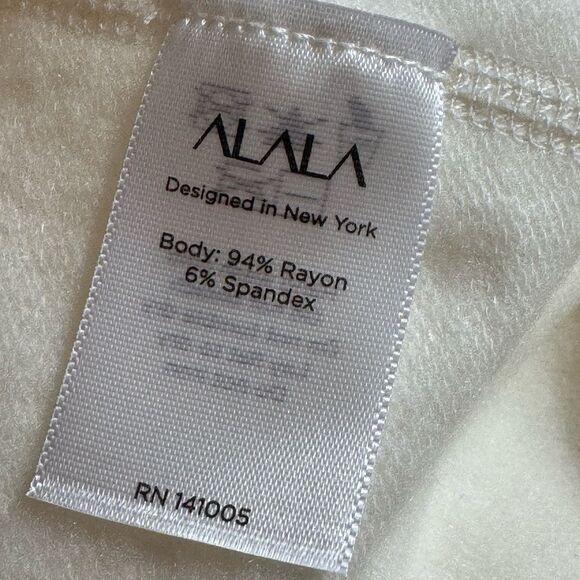 ALALA
Designed in New York
Body: 94% Rayon
6% Spandex
RN 141005